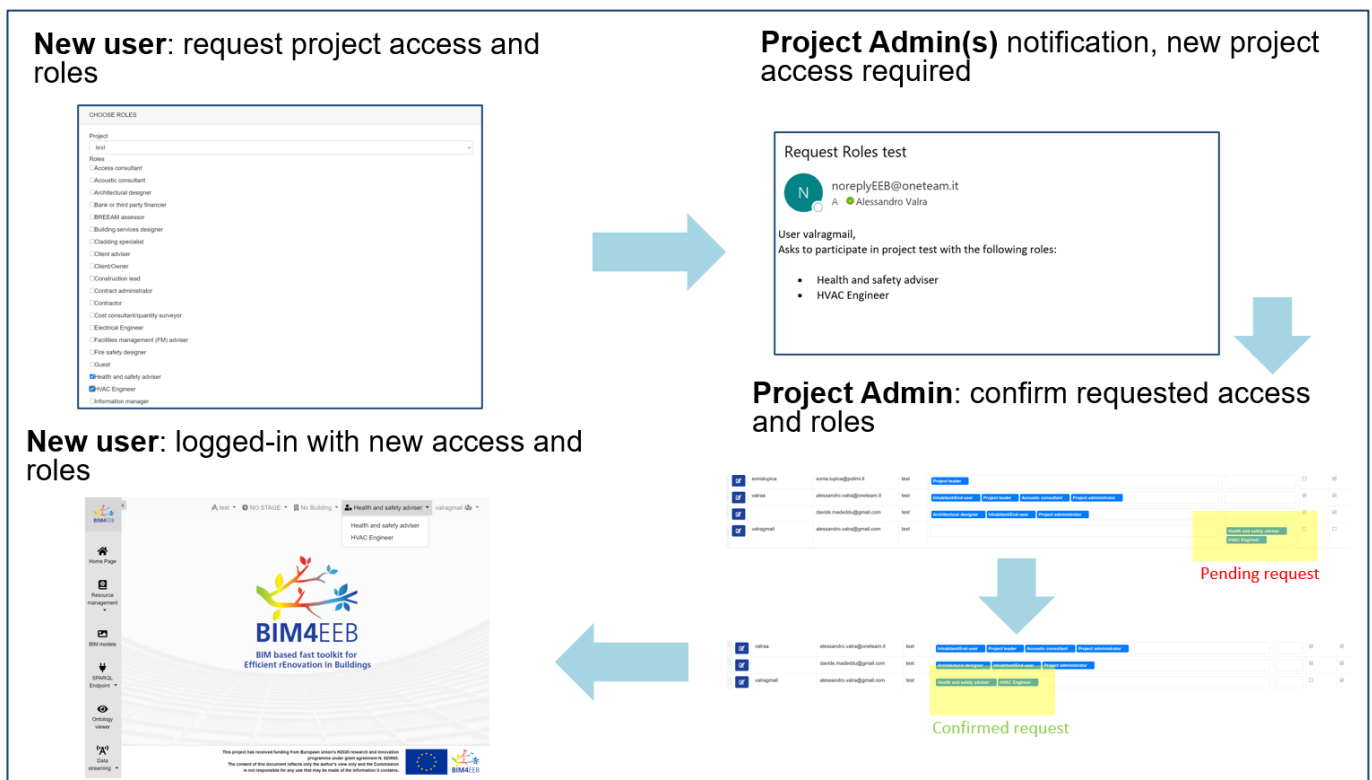 New user: request project access and
roles
CHOOSE ROLES
Project
test
Roles
Access consultant
Acoustic consultant
Architectural designer
Bank or third party financier
BREEAM assessor
Building services designer
Cladding specialist
Client adviser
Client/Owner
Construction lead
Contract administrator
Contractor
Cost consultant/quantity surveyor
Electrical Engineer
Facilities management (FM) adviser
Fire safety designer
Guest
Health and safety adviser
HVAC Engineer
Information manager
Project Admin(s) notification, new project
access required
Request Roles test
N
noreplyEEB@oneteam.it
A Alessandro Valra
User valragmail,
Asks to participate in project test with the following roles:
• Health and safety adviser
• HVAC Engineer
Project Admin: confirm requested access
and roles
sonialupica sonia.lupica@polimi.it test Project leader
valraa alessandro.valra@oneteam.it test Inhabitant/End-user Project leader Acoustic consultant Project administrator
davide.madeddu@gmail.com test Architectural designer Inhabitant/End-user Project administrator
valragmail alessandro.valra@gmail.com test Health and safety adviser
HVAC Engineer
Pending request
valraa alessandro.valra@oneteam.it test Inhabitant/End-user Project leader Acoustic consultant Project administrator
davide.madeddu@gmail.com test Architectural designer Inhabitant/End-user Project administrator
valragmail alessandro.valra@gmail.com test Health and safety adviser HVAC Engineer
Confirmed request
New user: logged-in with new access and
roles
BIM4EEB
test NO STAGE No Building Health and safety adviser valragmail
Health and safety adviser
HVAC Engineer
Home Page
Resource
management
BIM models
SPARQL
Endpoint
Ontology
viewer
Data
streaming
BIM4EEB
BIM based fast toolkit for
Efficient rEnovation in Buildings
This project has received funding from European Union's H2020 research and innovation
programme under grant agreement N. 820660.
The content of this document reflects only the author's view only and the Commission
is not responsible for any use that may be made of the information it contains.
BIM4EEB